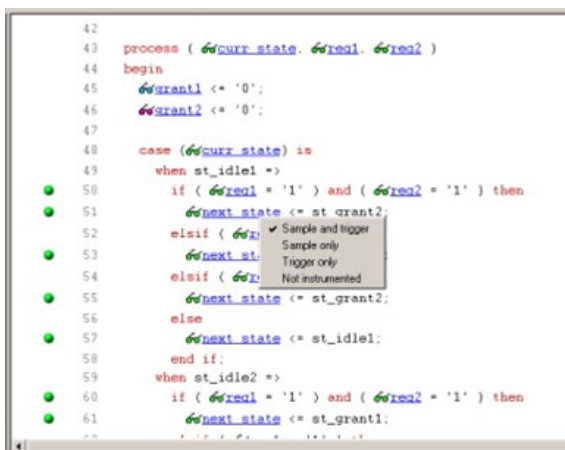 42
43 process ( curr_state, req1, req2 )
44 begin
45 grant1 <= '0';
46 grant2 <= '0';
47
48 case (curr_state) is
49 when st_idle1 =>
50 if ( req1 = '1' ) and ( req2 = '1' ) then
51 next_state <= st_grant2;
52 elsif (
Sample and trigger
Sample only
53
Trigger only
54 elsif (
Not instrumented
55 next_state <= st_grant2;
56 else
57 next_state <= st_idle1;
58 end if;
59 when st_idle2 =>
60 if ( req1 = '1' ) and ( req2 = '1' ) then
61 next_state <= st_grant1;